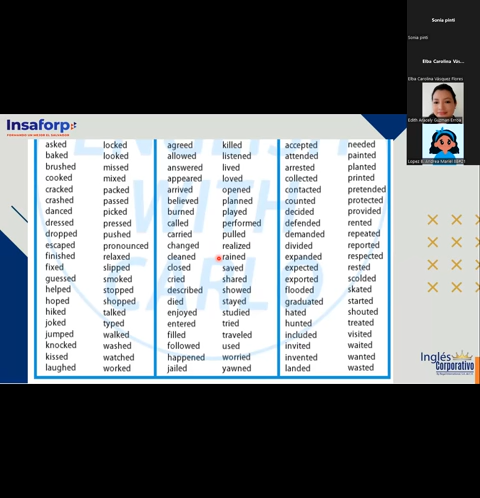 Sonia pinti
Sonia pinti
Elba Carolina Vás...
Elba Carolina Vásquez Flores
Insaforp
asked locked agreed killed accepted needed
baked looked allowed listened attended painted
brushed missed answered lived arrested planted
cooked mixed appeared loved collected printed
cracked packed arrived opened contacted pretended
crashed passed believed planned counted protected
danced picked burned played decided provided
dressed pressed called performed defended rented
dropped pushed carried pulled demanded repeated
escaped pronounced changed realized divided reported
finished relaxed cleaned rained expanded respected
fixed slipped closed saved expected rested
guessed smoked cried shared exported scolded
helped stopped described showed flooded skated
hoped shopped died stayed graduated started
hiked talked enjoyed studied hated shouted
joked typed entered tried hunted treated
jumped walked filled traveled included visited
knocked washed followed used invited waited
kissed watched happened worried invented wanted
laughed worked jailed yawned landed wasted
WITH
Inglés
Corporativo